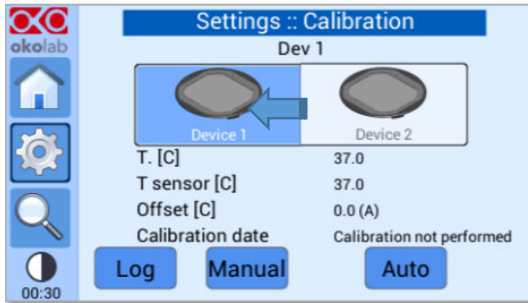 Settings :: Calibration
okolab
Dev 1
Device 1
Device 2
T. [C] 37.0
T sensor [C] 37.0
Offset [C] 0.0 (A)
Calibration date Calibration not performed
Log Manual Auto
00:30